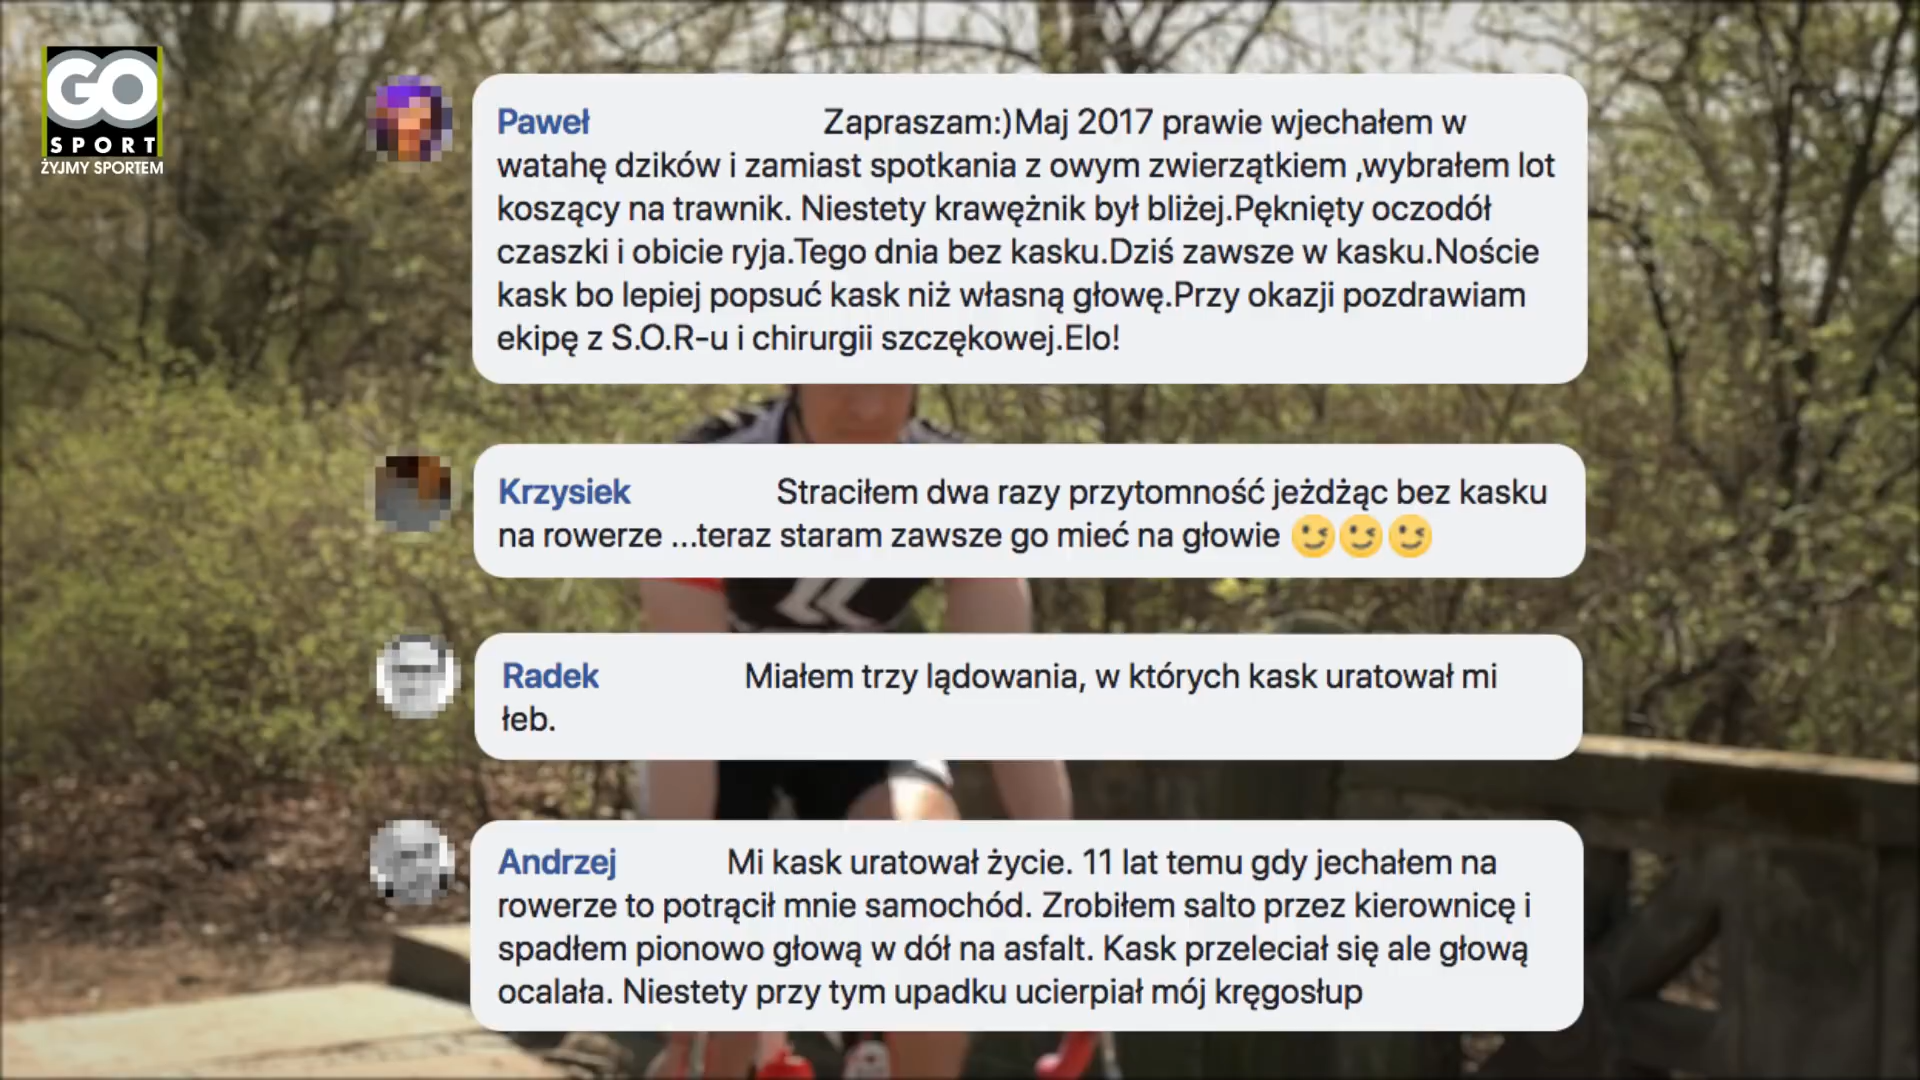 GO
SPORT
ŻYJMY SPORTEM
Paweł Zapraszam:)Maj 2017 prawie wjechałem w
watahę dzików i zamiast spotkania z owym zwierzątkiem ,wybrałem lot
koszący na trawnik. Niestety krawężnik był bliżej.Pęknięty oczodół
czaszki i obicie ryja.Tego dnia bez kasku.Dziś zawsze w kasku.Noście
kask bo lepiej popsuć kask niż własną głowę.Przy okazji pozdrawiam
ekipę z S.O.R-u i chirurgii szczękowej.Elo!
Krzysiek Straciłem dwa razy przytomność jeżdżąc bez kasku
na rowerze ...teraz staram zawsze go mieć na głowie 😉😉😉
Radek Miałem trzy lądowania, w których kask uratował mi
łeb.
Andrzej Mi kask uratował życie. 11 lat temu gdy jechałem na
rowerze to potrącił mnie samochód. Zrobiłem salto przez kierownicę i
spadłem pionowo głową w dół na asfalt. Kask przeleciał się ale głową
ocalała. Niestety przy tym upadku ucierpiał mój kręgosłup